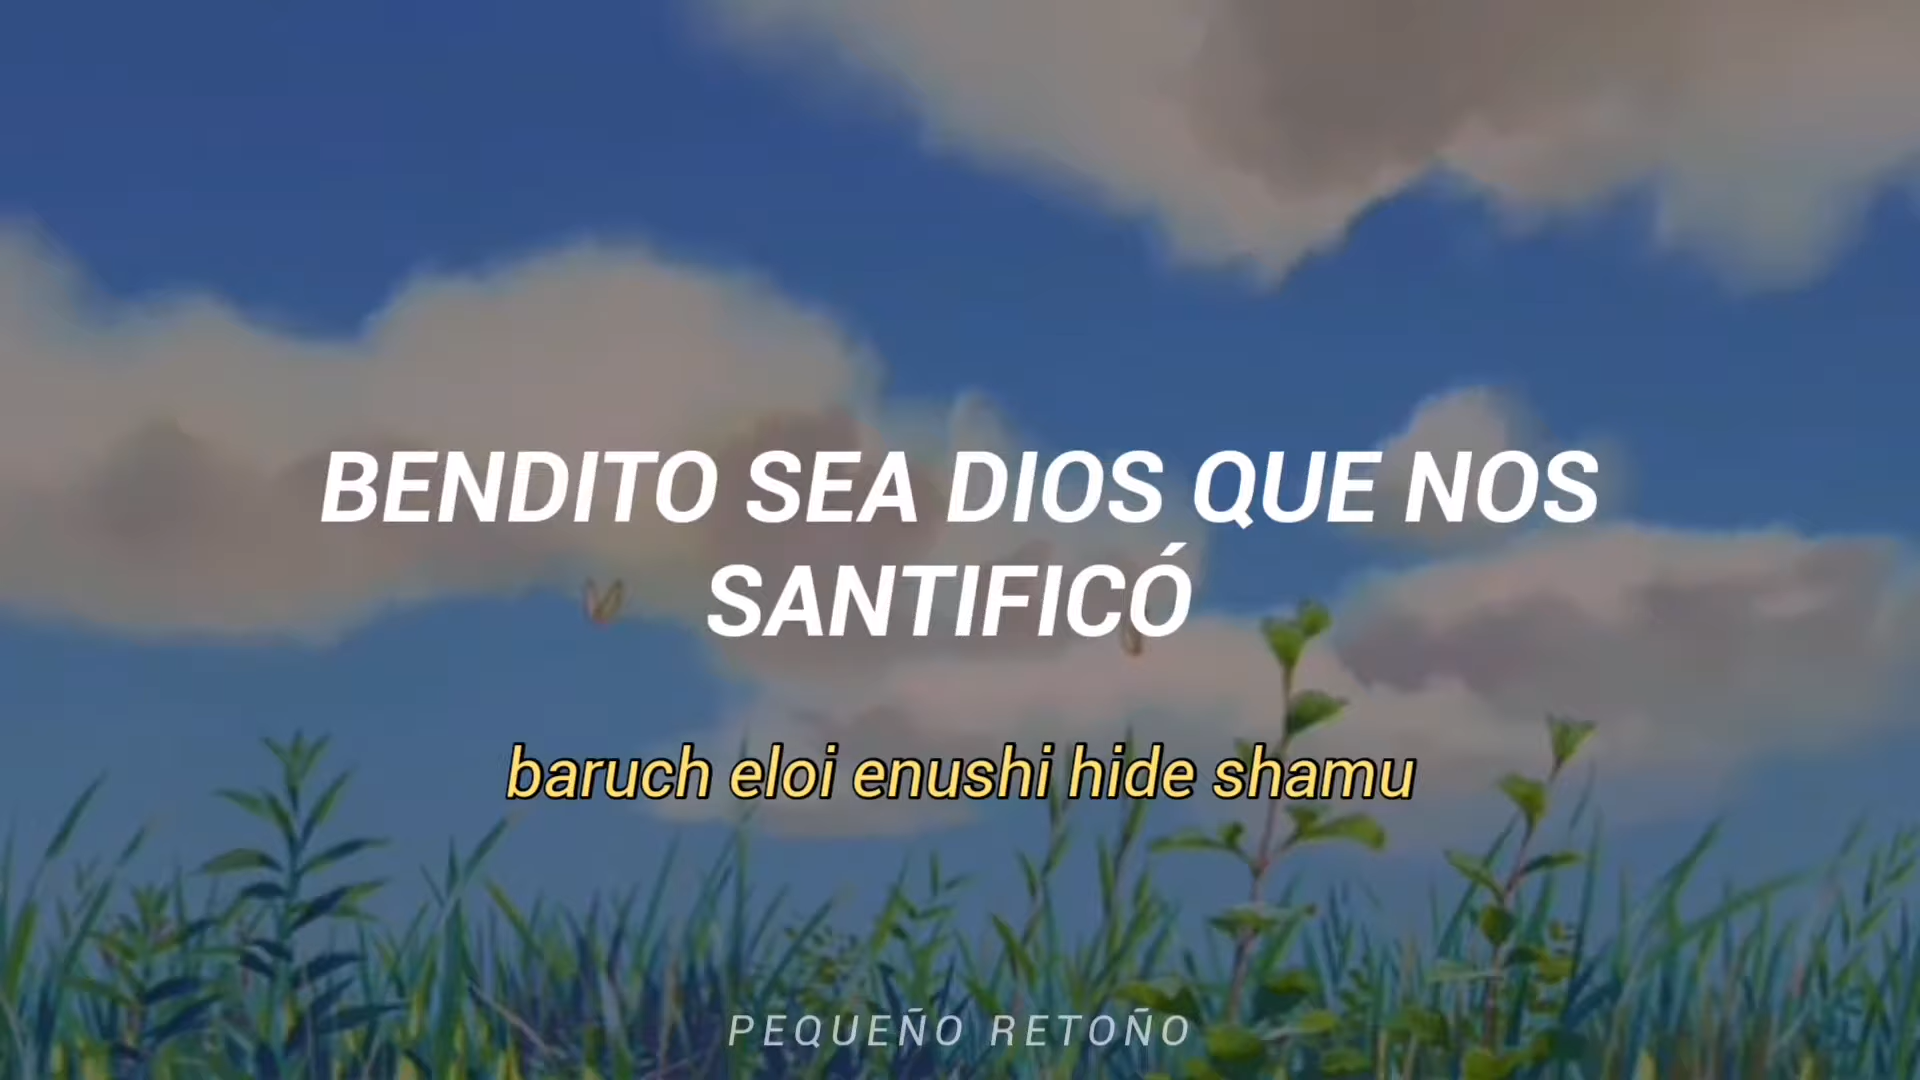 BENDITO SEA DIOS QUE NOS
SANTIFICÓ
baruch eloi enushi hide shamu
PEQUEÑO RETOÑO